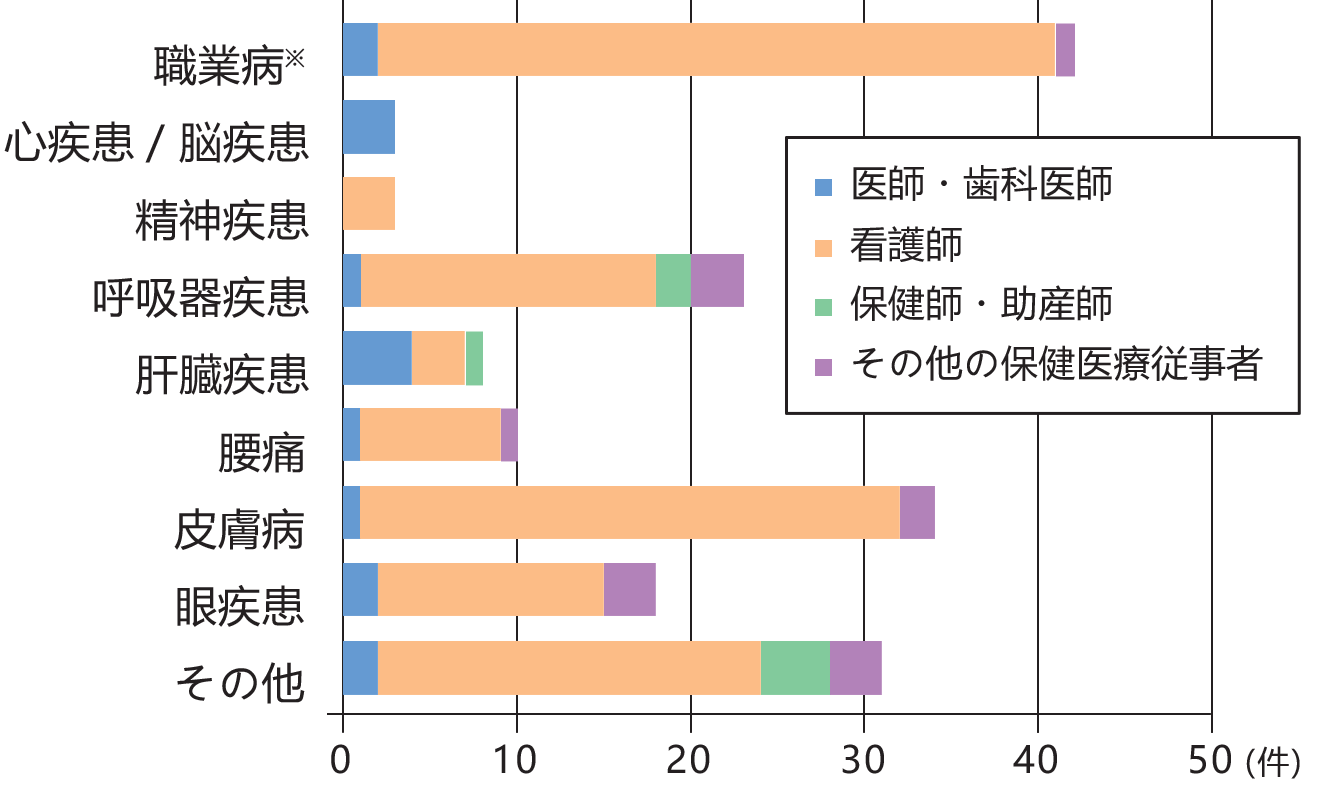 職業病※
心疾患 / 脳疾患
精神疾患
呼吸器疾患
肝臓疾患
腰痛
皮膚病
眼疾患
その他
医師・歯科医師
看護師
保健師・助産師
その他の保健医療従事者
0 10 20 30 40 50 (件)